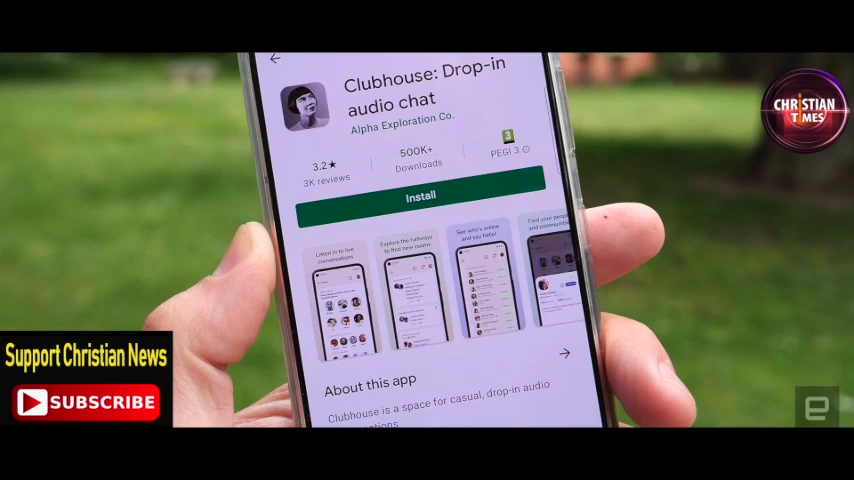 Clubhouse: Drop-in
audio chat
Alpha Exploration Co.
3.2★
3K reviews
500K+
Downloads
3
PEGI 3
Install
Listen in to live
conversations
Explore the hallways
to find new rooms
See who's online
and say hello!
Find your people
and communiti
About this app
Clubhouse is a space for casual, drop-in audio
CHRISTIAN
TIMES
Support Christian News
SUBSCRIBE
e